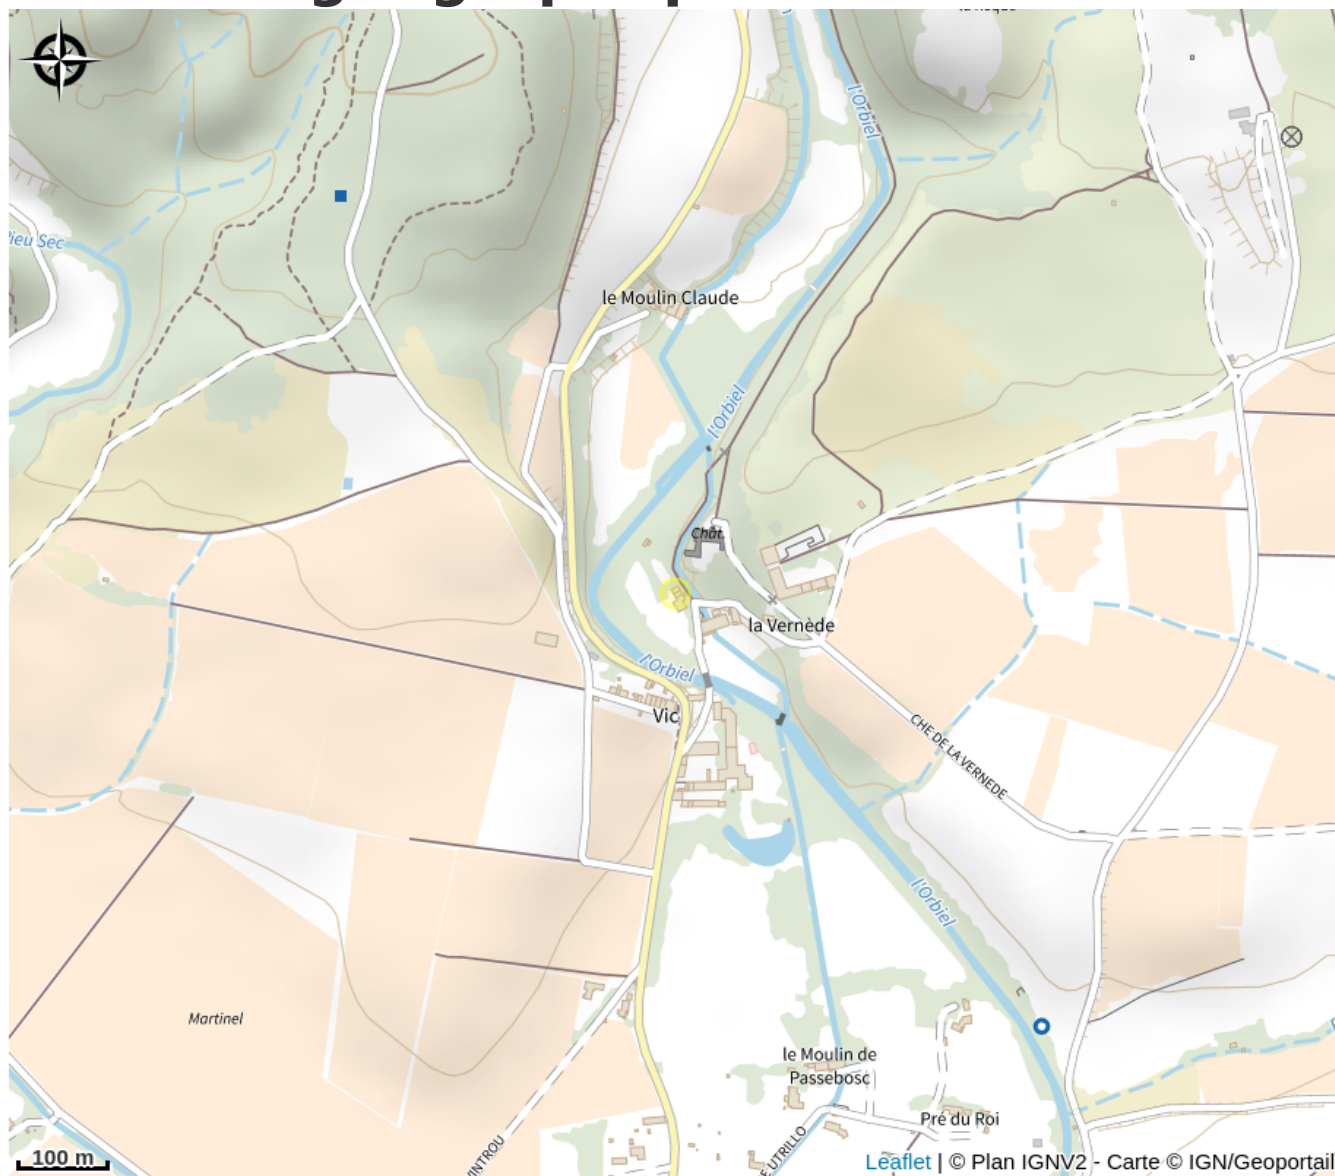 l'Orbiel
le Moulin Claude
l'Orbiel
Chât.
la Vernède
l'Orbiel
Vic
CHE DE LA VERNEDE
l'Orbiel
Martinel
le Moulin de
Passebosc
Pré du Roi
100 m
Leaflet | © Plan IGNV2 - Carte © IGN/Geoportail